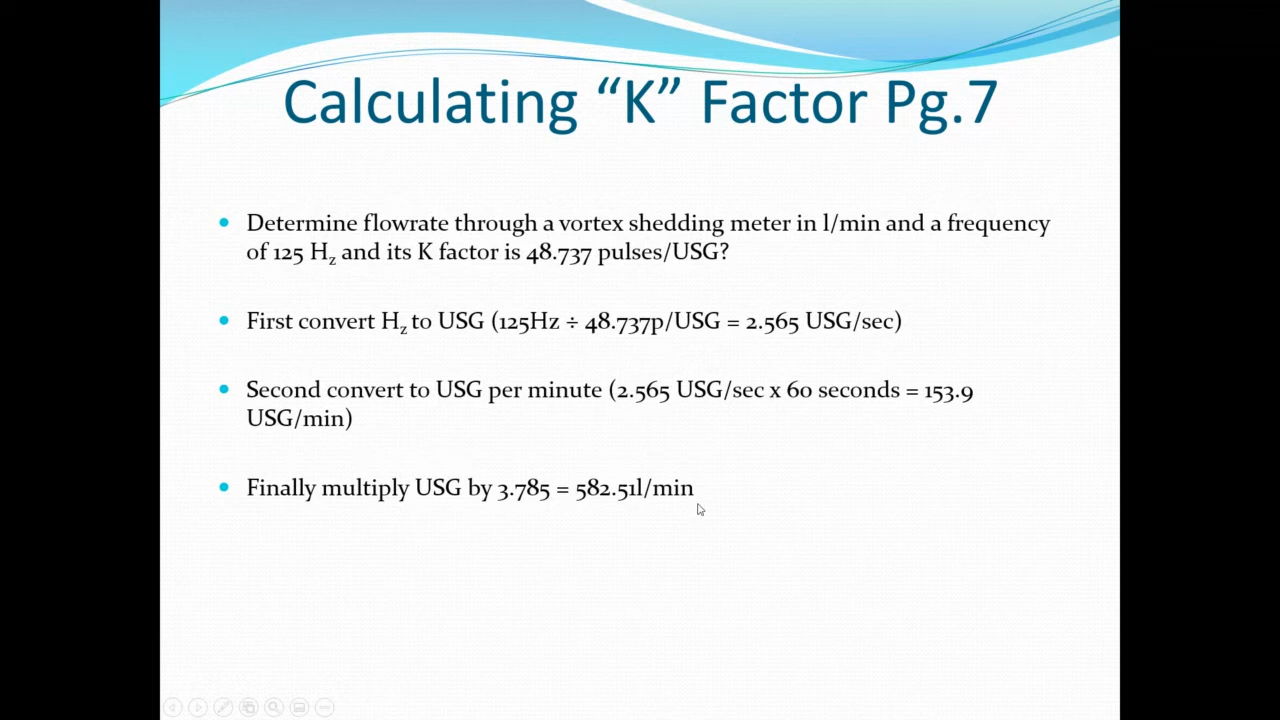 Calculating “K” Factor Pg.7
Determine flowrate through a vortex shedding meter in l/min and a frequency
of 125 Hz and its K factor is 48.737 pulses/USG?
First convert Hz to USG (125Hz ÷ 48.737p/USG = 2.565 USG/sec)
Second convert to USG per minute (2.565 USG/sec x 60 seconds = 153.9
USG/min)
Finally multiply USG by 3.785 = 582.51l/min